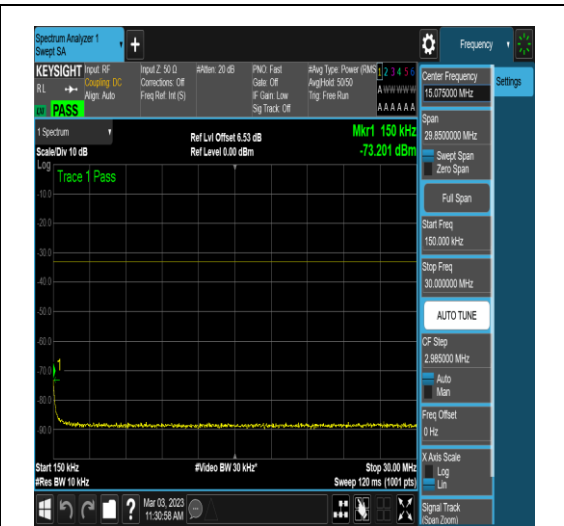 Spectrum Analyzer 1
Swept SA
Frequency
KEYSIGHT
RL
Input: RF
Coupling: DC
Align: Auto
Input Z: 50 Ω
Corrections: Off
Freq Ref: Int (S)
#Atten: 20 dB
PNO: Fast
Gate: Off
IF Gain: Low
Sig Track: Off
#Avg Type: Power (RMS)
Avg|Hold: 50/50
Trig: Free Run
1 2 3 4 5 6
A W W W W W
A A A A A A
PASS
1 Spectrum
Scale/Div 10 dB
Ref Lvl Offset 6.53 dB
Ref Level 0.00 dBm
Mkr1 150 kHz
-73.201 dBm
Log
Trace 1 Pass
-10.0
-20.0
-30.0
-40.0
-50.0
-60.0
-70.0
-80.0
-90.0
1
Start 150 kHz
#Res BW 10 kHz
#Video BW 30 kHz*
Stop 30.00 MHz
Sweep 120 ms (1001 pts)
Mar 03, 2023
11:30:58 AM
Center Frequency
15.075000 MHz
Settings
Span
29.8500000 MHz
Swept Span
Zero Span
Full Span
Start Freq
150.000 kHz
Stop Freq
30.000000 MHz
AUTO TUNE
CF Step
2.985000 MHz
Auto
Man
Freq Offset
0 Hz
X Axis Scale
Log
Lin
Signal Track
(Span Zoom)